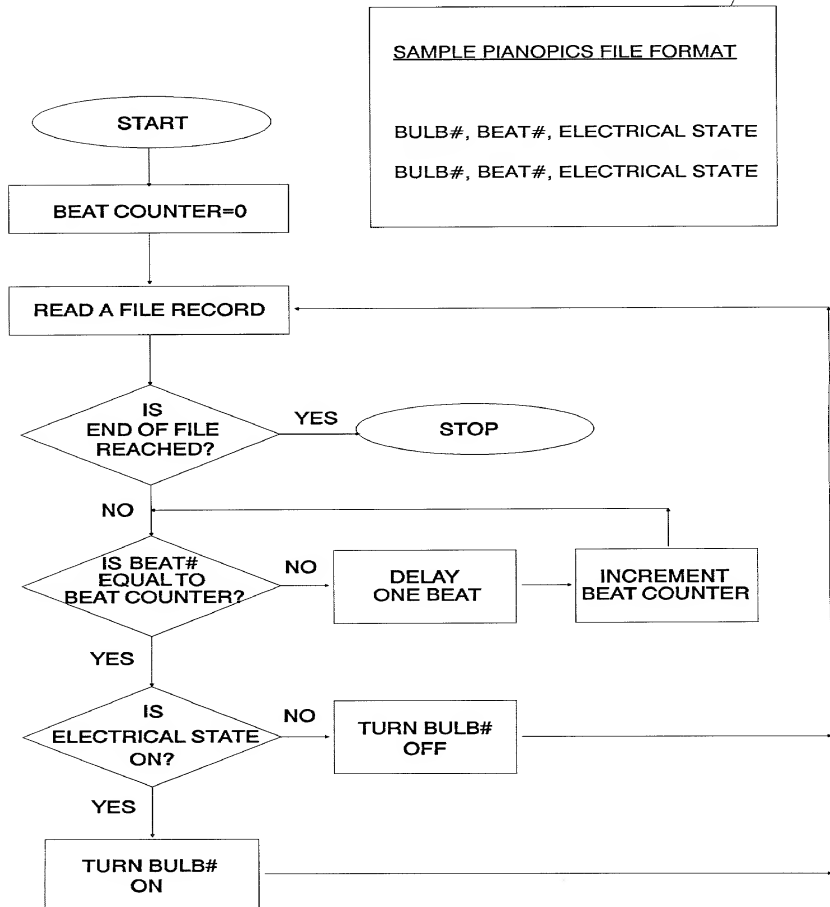 SAMPLE PIANOPICS FILE FORMAT
BULB#, BEAT#, ELECTRICAL STATE
BULB#, BEAT#, ELECTRICAL STATE
START
BEAT COUNTER=0
READ A FILE RECORD
IS
END OF FILE
REACHED?
YES
STOP
NO
IS BEAT#
EQUAL TO
BEAT COUNTER?
NO
DELAY
ONE BEAT
INCREMENT
BEAT COUNTER
YES
IS
ELECTRICAL STATE
ON?
NO
TURN BULB#
OFF
YES
TURN BULB#
ON